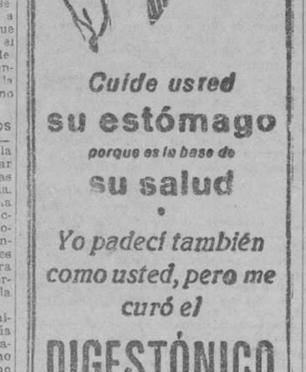 Cuide usted
su estómago
porque es la base de
su salud
Yo padecí también
como usted, pero me
curó el
DIGESTÓNICO